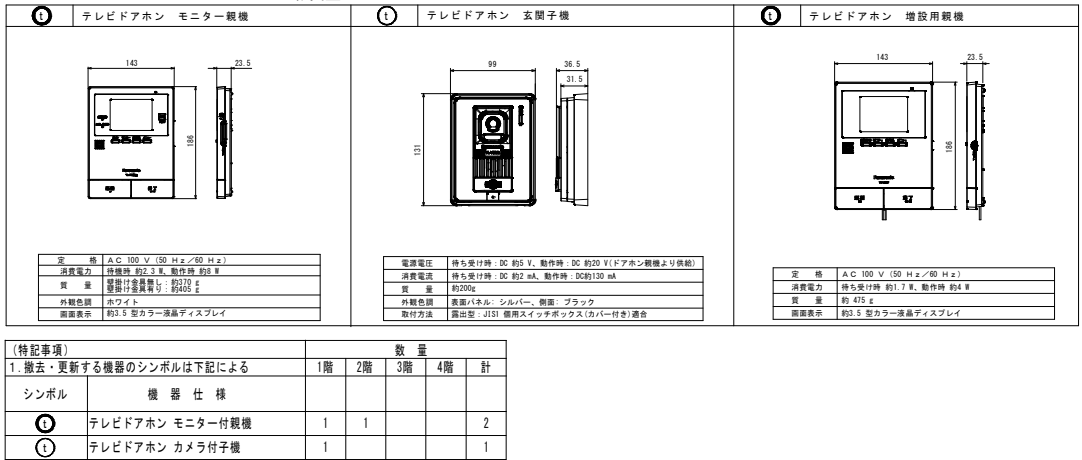 t テレビドアホン モニター親機
t テレビドアホン 玄関子機
t テレビドアホン 増設用親機
143
23.5
186
Panasonic
99
36.5
31.5
131
143
23.5
186
Panasonic
定 格 AC 100 V (50 Hz/60 Hz)
消費電力 待機時 約2.3 W、動作時 約8 W
質 量 壁掛け金具無し:約370 g
壁掛け金具有り:約405 g
外観色調 ホワイト
画面表示 約3.5 型カラー液晶ディスプレイ
電源電圧 待ち受け時:DC 約5 V、動作時:DC 約20 V(ドアホン親機より供給)
消費電流 待ち受け時:DC 約2 mA、動作時:DC約130 mA
質 量 約200g
外観色調 表面パネル: シルバー、側面: ブラック
取付方法 露出型:JIS1 個用スイッチボックス(カバー付き)適合
定 格 AC 100 V (50 Hz/60 Hz)
消費電力 待ち受け時 約1.7 W、動作時 約4 W
質 量 約 475 g
画面表示 約3.5 型カラー液晶ディスプレイ
(特記事項) 数 量
1.撤去・更新する機器のシンボルは下記による 1階 2階 3階 4階 計
シンボル 機 器 仕 様
t テレビドアホン モニター付親機 1 1 2
t テレビドアホン カメラ付子機 1 1